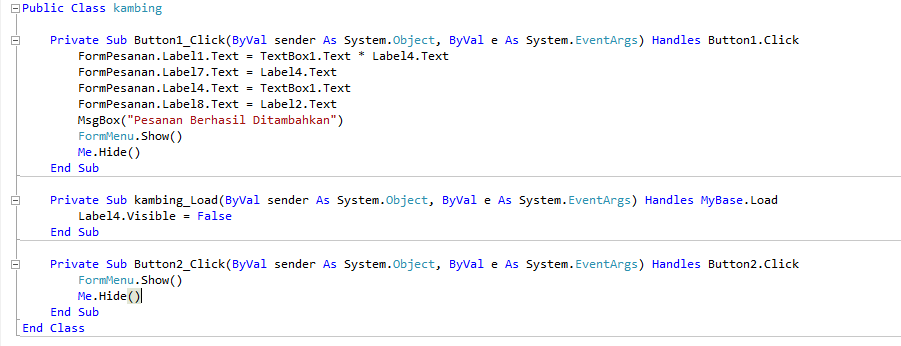 Public Class kambing
Private Sub Button1_Click(ByVal sender As System.Object, ByVal e As System.EventArgs) Handles Button1.Click
FormPesanan.Label1.Text = TextBox1.Text * Label4.Text
FormPesanan.Label7.Text = Label4.Text
FormPesanan.Label4.Text = TextBox1.Text
FormPesanan.Label8.Text = Label2.Text
MsgBox("Pesanan Berhasil Ditambahkan")
FormMenu.Show()
Me.Hide()
End Sub
Private Sub kambing_Load(ByVal sender As System.Object, ByVal e As System.EventArgs) Handles MyBase.Load
Label4.Visible = False
End Sub
Private Sub Button2_Click(ByVal sender As System.Object, ByVal e As System.EventArgs) Handles Button2.Click
FormMenu.Show()
Me.Hide()
End Sub
End Class